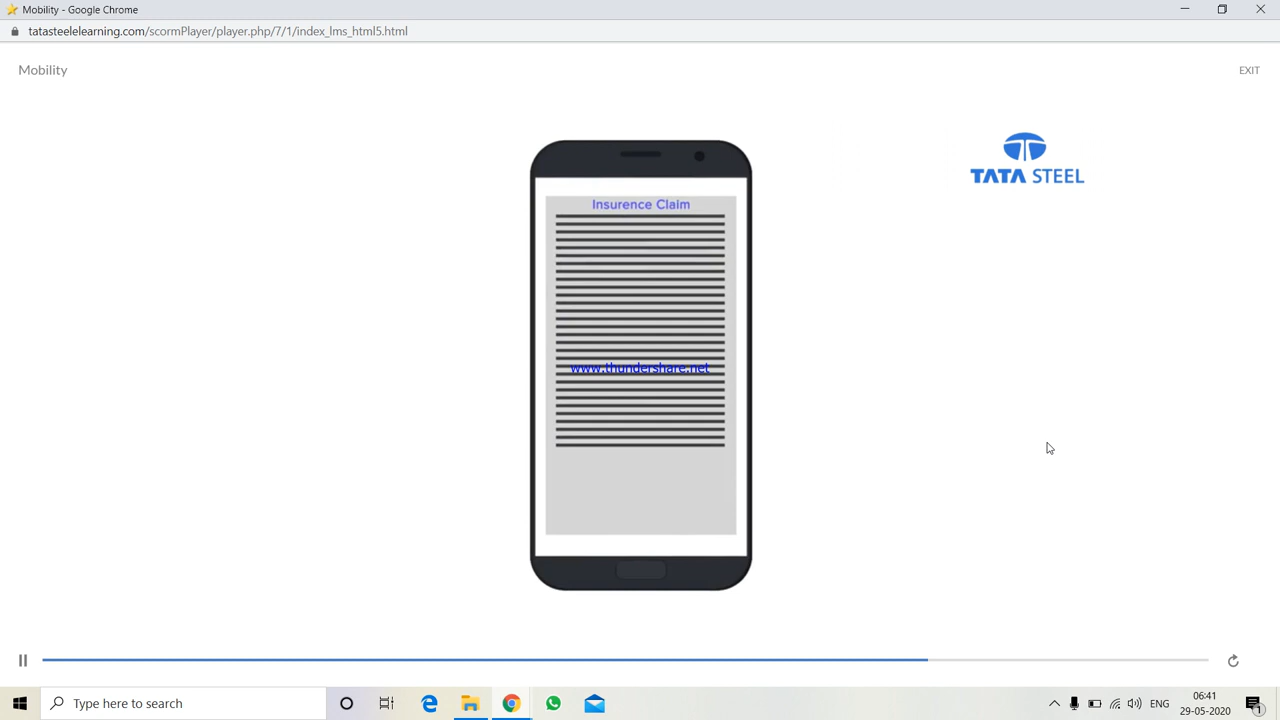 Mobility - Google Chrome
tatasteelelearning.com/scormPlayer/player.php/7/1/index_lms_html5.html
Mobility
EXIT
TATA STEEL
Insurence Claim
www.thundershare.net
Type here to search
ENG
06:41
29-05-2020
1